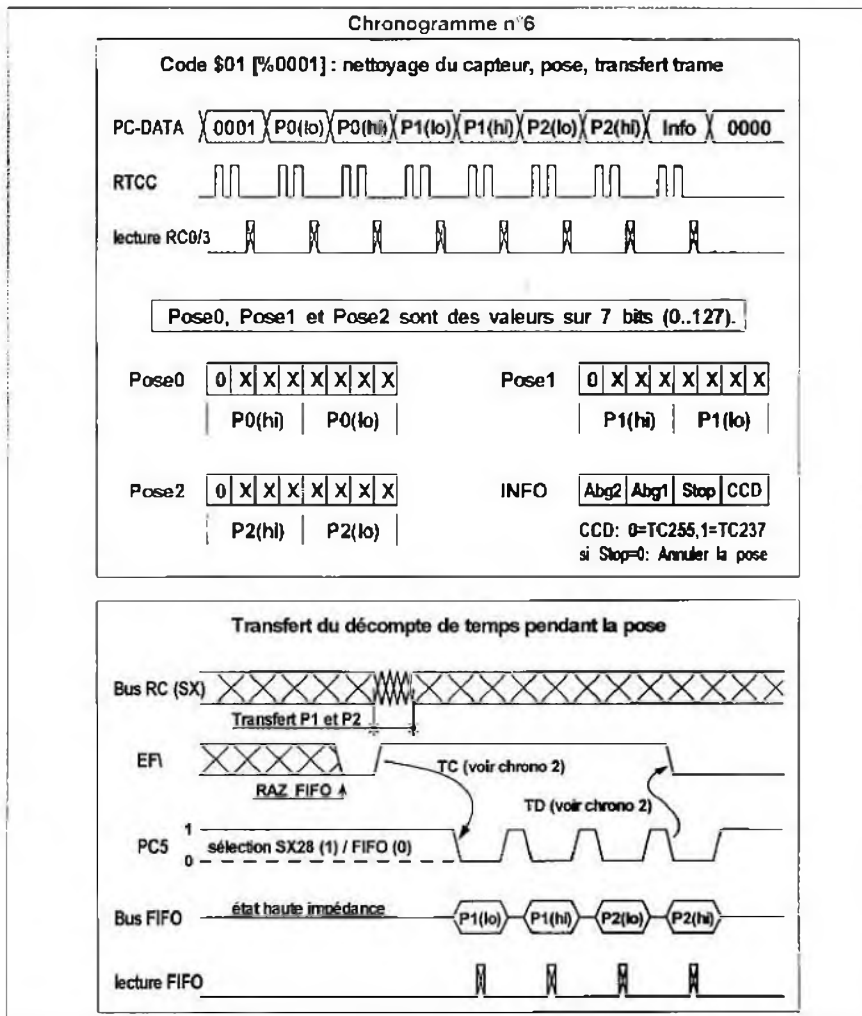 Chronogramme n°6
Code $01 [%0001] : nettoyage du capteur, pose, transfert trame
PC-DATA 0001 P0(lo) P0(hi) P1(lo) P1(hi) P2(lo) P2(hi) Info 0000
RTCC
lecture RC0/3
Pose0, Pose1 et Pose2 sont des valeurs sur 7 bits (0..127).
Pose0 0 X X X X X X X
P0(hi) P0(lo)
Pose1 0 X X X X X X X
P1(hi) P1(lo)
Pose2 0 X X X X X X X
P2(hi) P2(lo)
INFO Abg2 Abg1 Stop CCD
CCD: 0=TC255,1=TC237
si Stop=0: Annuler la pose
Transfert du décompte de temps pendant la pose
Bus RC (SX)
Transfert P1 et P2
EF\
RAZ FIFO
TC (voir chrono 2)
TD (voir chrono 2)
PC5
1
0
sélection SX28 (1) / FIFO (0)
Bus FIFO état haute impédance P1(lo) P1(hi) P2(lo) P2(hi)
lecture FIFO